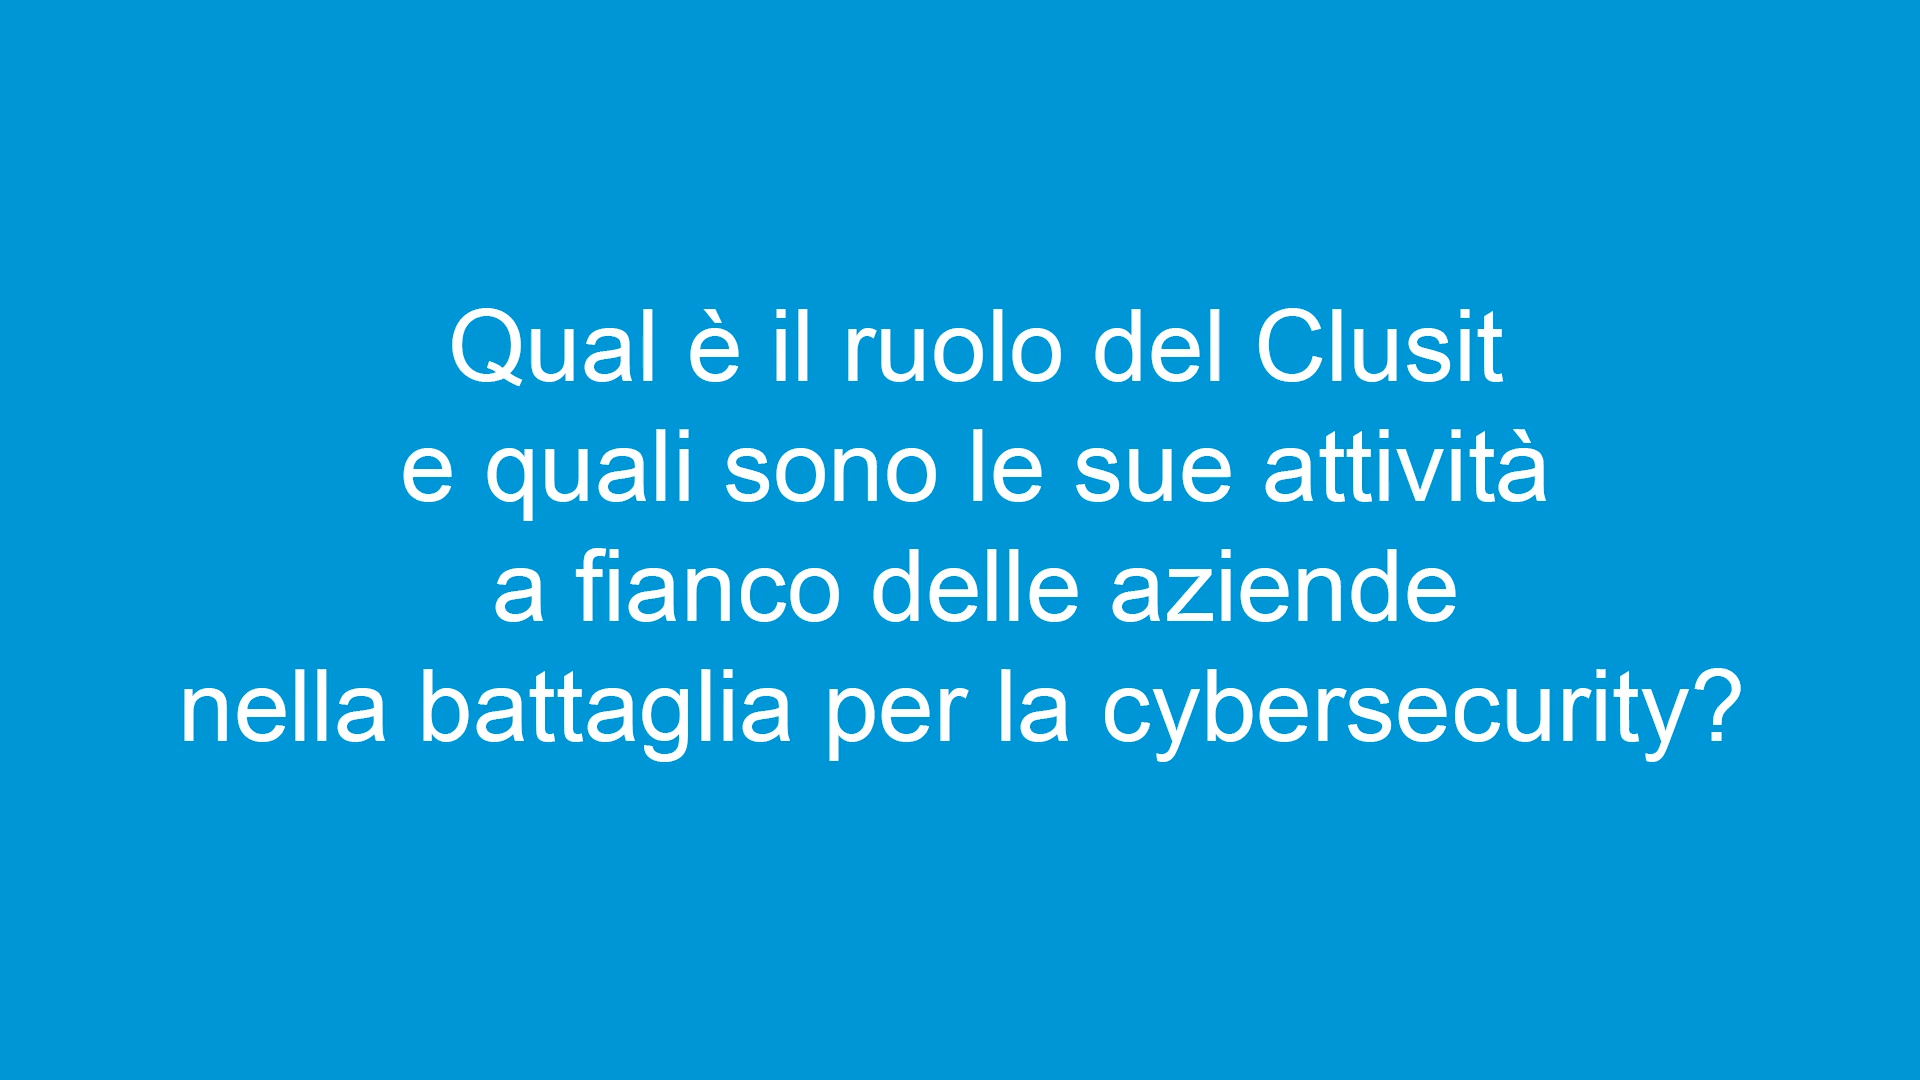 Qual è il ruolo del Clusit
e quali sono le sue attività
a fianco delle aziende
nella battaglia per la cybersecurity?